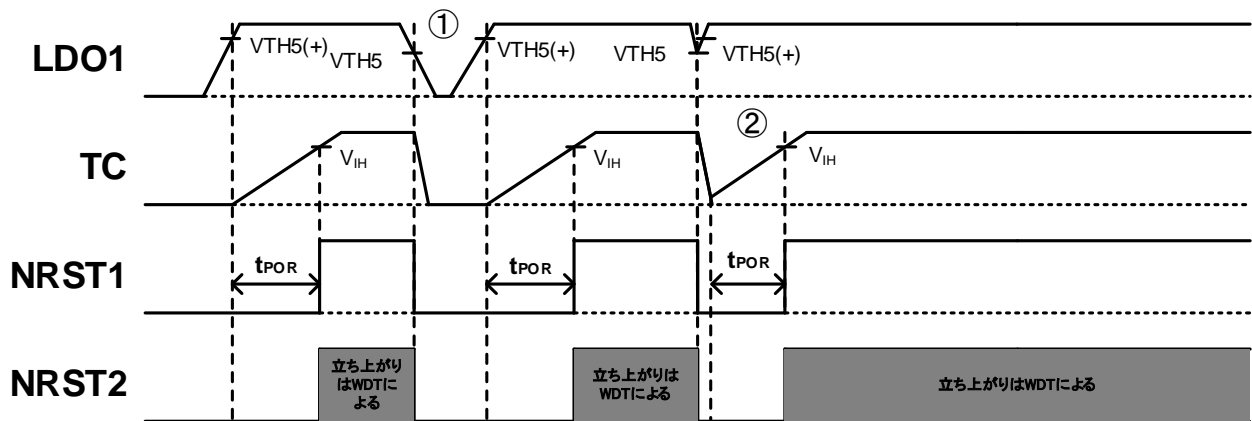 ①
LDO1
VTH5(+)
VTH5
VTH5(+)
VTH5
VTH5(+)
②
TC
VIH
VIH
VIH
NRST1
tPOR
tPOR
tPOR
NRST2
立ち上がり
はWDTに
よる
立ち上がりは
WDTによる
立ち上がりはWDTによる